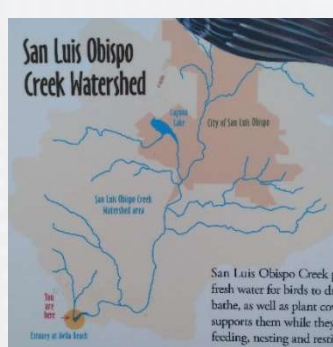 San Luis Obispo
Creek Watershed
Laguna
Lake
City of San Luis Obispo
San Luis Obispo Creek
Watershed area
You
are
here
Estuary at Avila Beach
San Luis Obispo Creek
fresh water for birds to
bathe, as well as plant
supports them while they
feeding, nesting and